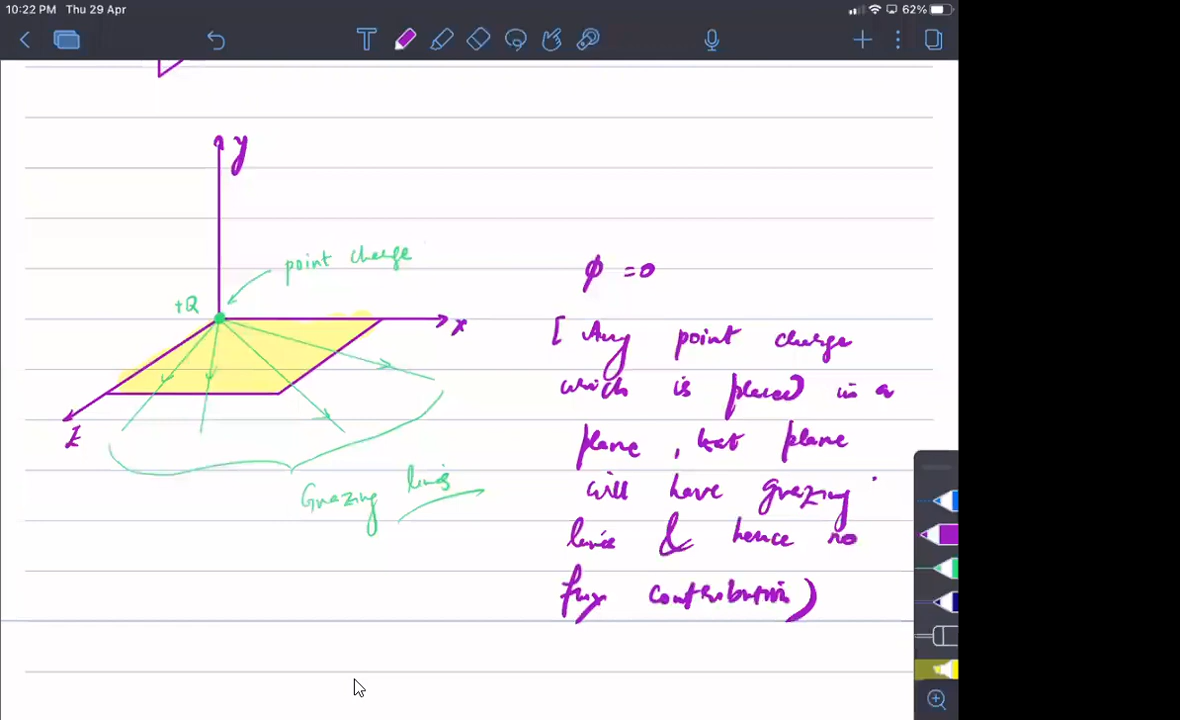 10:22 PM Thu 29 Apr
62%
y
point charge
+Q
x
z
Grazing lines
ϕ = 0
[ Any point charge
which is placed in a
plane, that plane
will have grazing
lines & hence no
flux contribution)